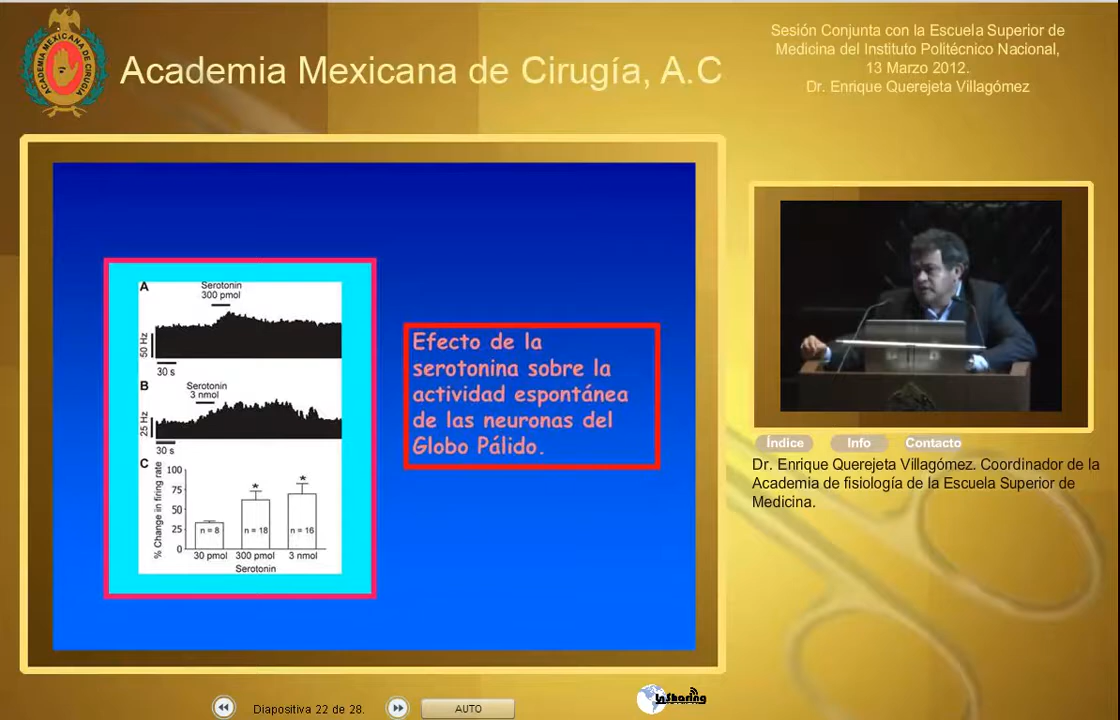 ACADEMIA MEXICANA DE CIRUGIA
Academia Mexicana de Cirugía, A.C
Sesión Conjunta con la Escuela Superior de
Medicina del Instituto Politécnico Nacional,
13 Marzo 2012.
Dr. Enrique Querejeta Villagómez
A
Serotonin
300 pmol
50 Hz
30 s
B
Serotonin
3 nmol
25 Hz
30 s
C
% Change in firing rate
100
75
50
25
0
*
*
n = 8
n = 18
n = 16
30 pmol 300 pmol 3 nmol
Serotonin
Efecto de la
serotonina sobre la
actividad espontánea
de las neuronas del
Globo Pálido.
Índice Info Contacto
Dr. Enrique Querejeta Villagómez. Coordinador de la
Academia de fisiología de la Escuela Superior de
Medicina.
Diapositiva 22 de 28.
AUTO